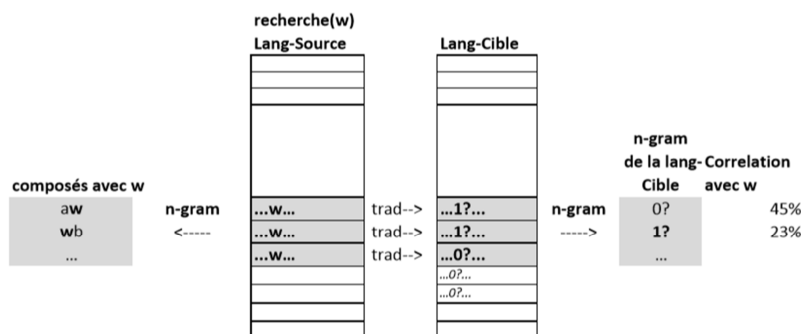 recherche(w)
Lang-Source
Lang-Cible
n-gram
de la lang- Correlation
Cible avec w
composés avec w
aw n-gram ...w... trad--> ...1?... n-gram 0? 45%
wb <----- ...w... trad--> ...1?... -----> 1? 23%
... ...w... trad--> ...0?... ...
...0?...
...0?...